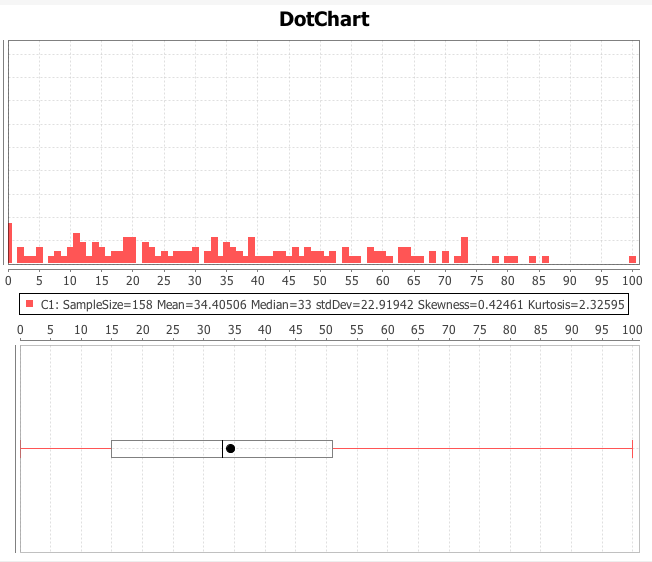 DotChart
0 5 10 15 20 25 30 35 40 45 50 55 60 65 70 75 80 85 90 95 100
C1: SampleSize=158 Mean=34.40506 Median=33 stdDev=22.91942 Skewness=0.42461 Kurtosis=2.32595
0 5 10 15 20 25 30 35 40 45 50 55 60 65 70 75 80 85 90 95 100